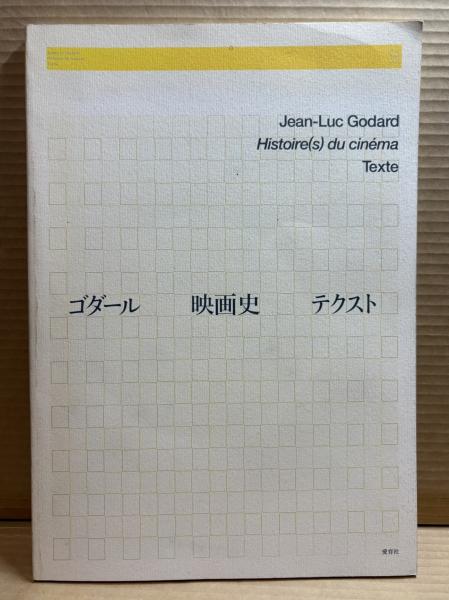 Jean-Luc Godard
Histoire(s) du cinéma
Texte
ゴダール 映画史 テクスト
愛育社